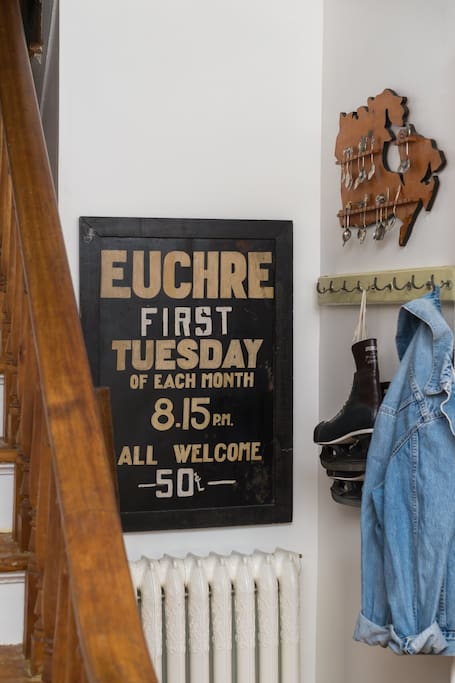 EUCHRE
FIRST
TUESDAY
OF EACH MONTH
8.15 P.M.
ALL WELCOME
—50¢—